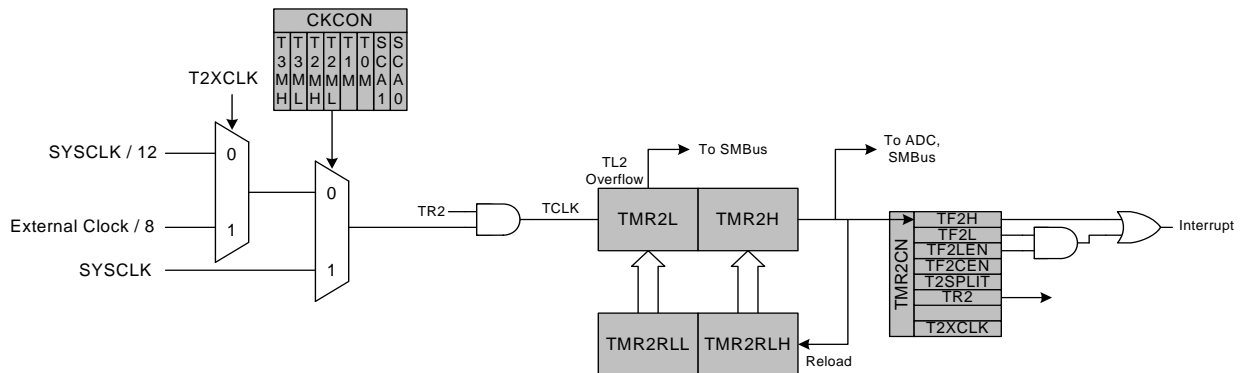 CKCON
T3MH
T3ML
T2MH
T2ML
T1M
T0M
SCA1
SCA0
T2XCLK
SYSCLK / 12
0
External Clock / 8
1
SYSCLK
0
1
TR2
TCLK
TL2
Overflow
To SMBus
TMR2L
TMR2H
To ADC,
SMBus
TMR2RLL
TMR2RLH
Reload
TMR2CN
TF2H
TF2L
TF2LEN
TF2CEN
T2SPLIT
TR2
T2XCLK
Interrupt